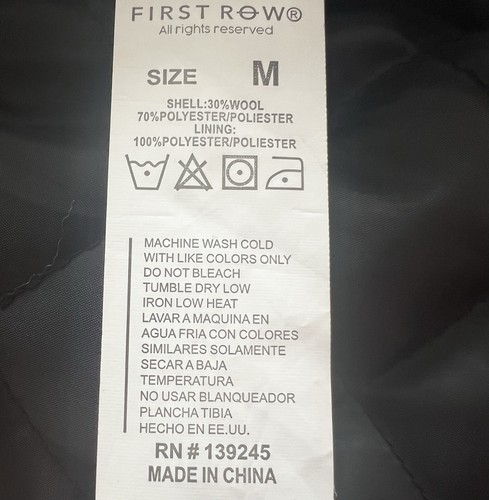 FIRST ROW®
All rights reserved
SIZE M
SHELL:30%WOOL
70%POLYESTER/POLIESTER
LINING:
100%POLYESTER/POLIESTER
MACHINE WASH COLD
WITH LIKE COLORS ONLY
DO NOT BLEACH
TUMBLE DRY LOW
IRON LOW HEAT
LAVAR A MAQUINA EN
AGUA FRIA CON COLORES
SIMILARES SOLAMENTE
SECAR A BAJA
TEMPERATURA
NO USAR BLANQUEADOR
PLANCHA TIBIA
HECHO EN EE.UU.
RN # 139245
MADE IN CHINA